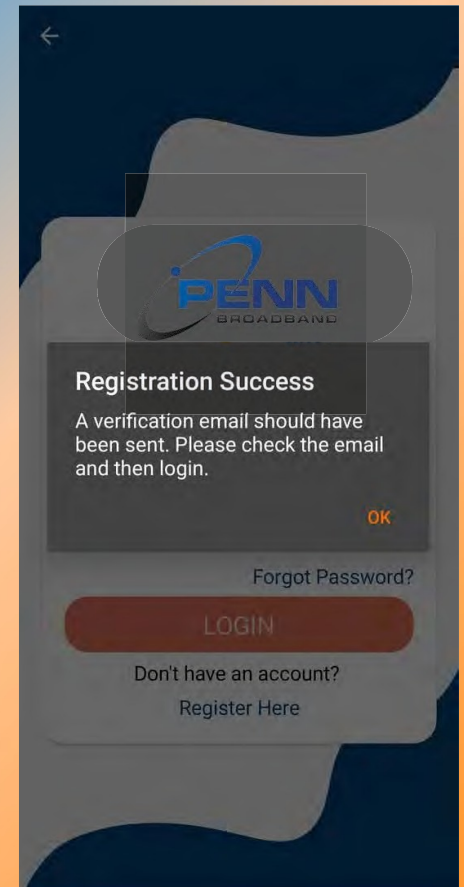 PENN
BROADBAND
Registration Success
A verification email should have
been sent. Please check the email
and then login.
OK
Forgot Password?
LOGIN
Don't have an account?
Register Here